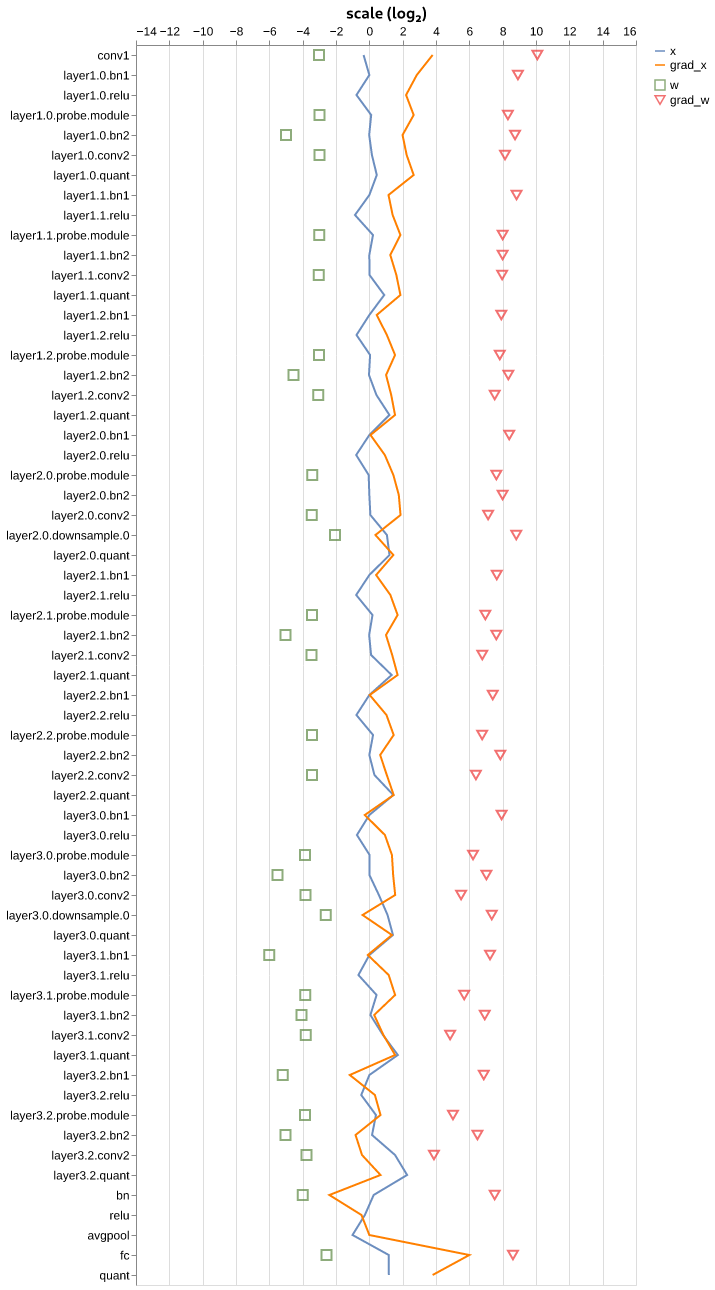 scale (log₂)
−14 −12 −10 −8 −6 −4 −2 0 2 4 6 8 10 12 14 16
x
grad_x
w
grad_w
conv1
layer1.0.bn1
layer1.0.relu
layer1.0.probe.module
layer1.0.bn2
layer1.0.conv2
layer1.0.quant
layer1.1.bn1
layer1.1.relu
layer1.1.probe.module
layer1.1.bn2
layer1.1.conv2
layer1.1.quant
layer1.2.bn1
layer1.2.relu
layer1.2.probe.module
layer1.2.bn2
layer1.2.conv2
layer1.2.quant
layer2.0.bn1
layer2.0.relu
layer2.0.probe.module
layer2.0.bn2
layer2.0.conv2
layer2.0.downsample.0
layer2.0.quant
layer2.1.bn1
layer2.1.relu
layer2.1.probe.module
layer2.1.bn2
layer2.1.conv2
layer2.1.quant
layer2.2.bn1
layer2.2.relu
layer2.2.probe.module
layer2.2.bn2
layer2.2.conv2
layer2.2.quant
layer3.0.bn1
layer3.0.relu
layer3.0.probe.module
layer3.0.bn2
layer3.0.conv2
layer3.0.downsample.0
layer3.0.quant
layer3.1.bn1
layer3.1.relu
layer3.1.probe.module
layer3.1.bn2
layer3.1.conv2
layer3.1.quant
layer3.2.bn1
layer3.2.relu
layer3.2.probe.module
layer3.2.bn2
layer3.2.conv2
layer3.2.quant
bn
relu
avgpool
fc
quant